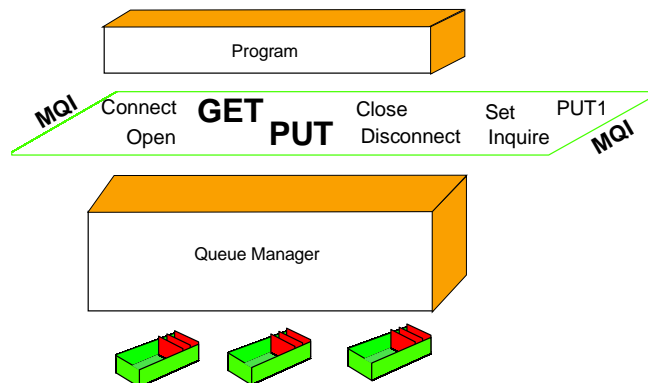 Program
MQI Connect GET Close Set PUT1
Open PUT Disconnect Inquire MQI
Queue Manager